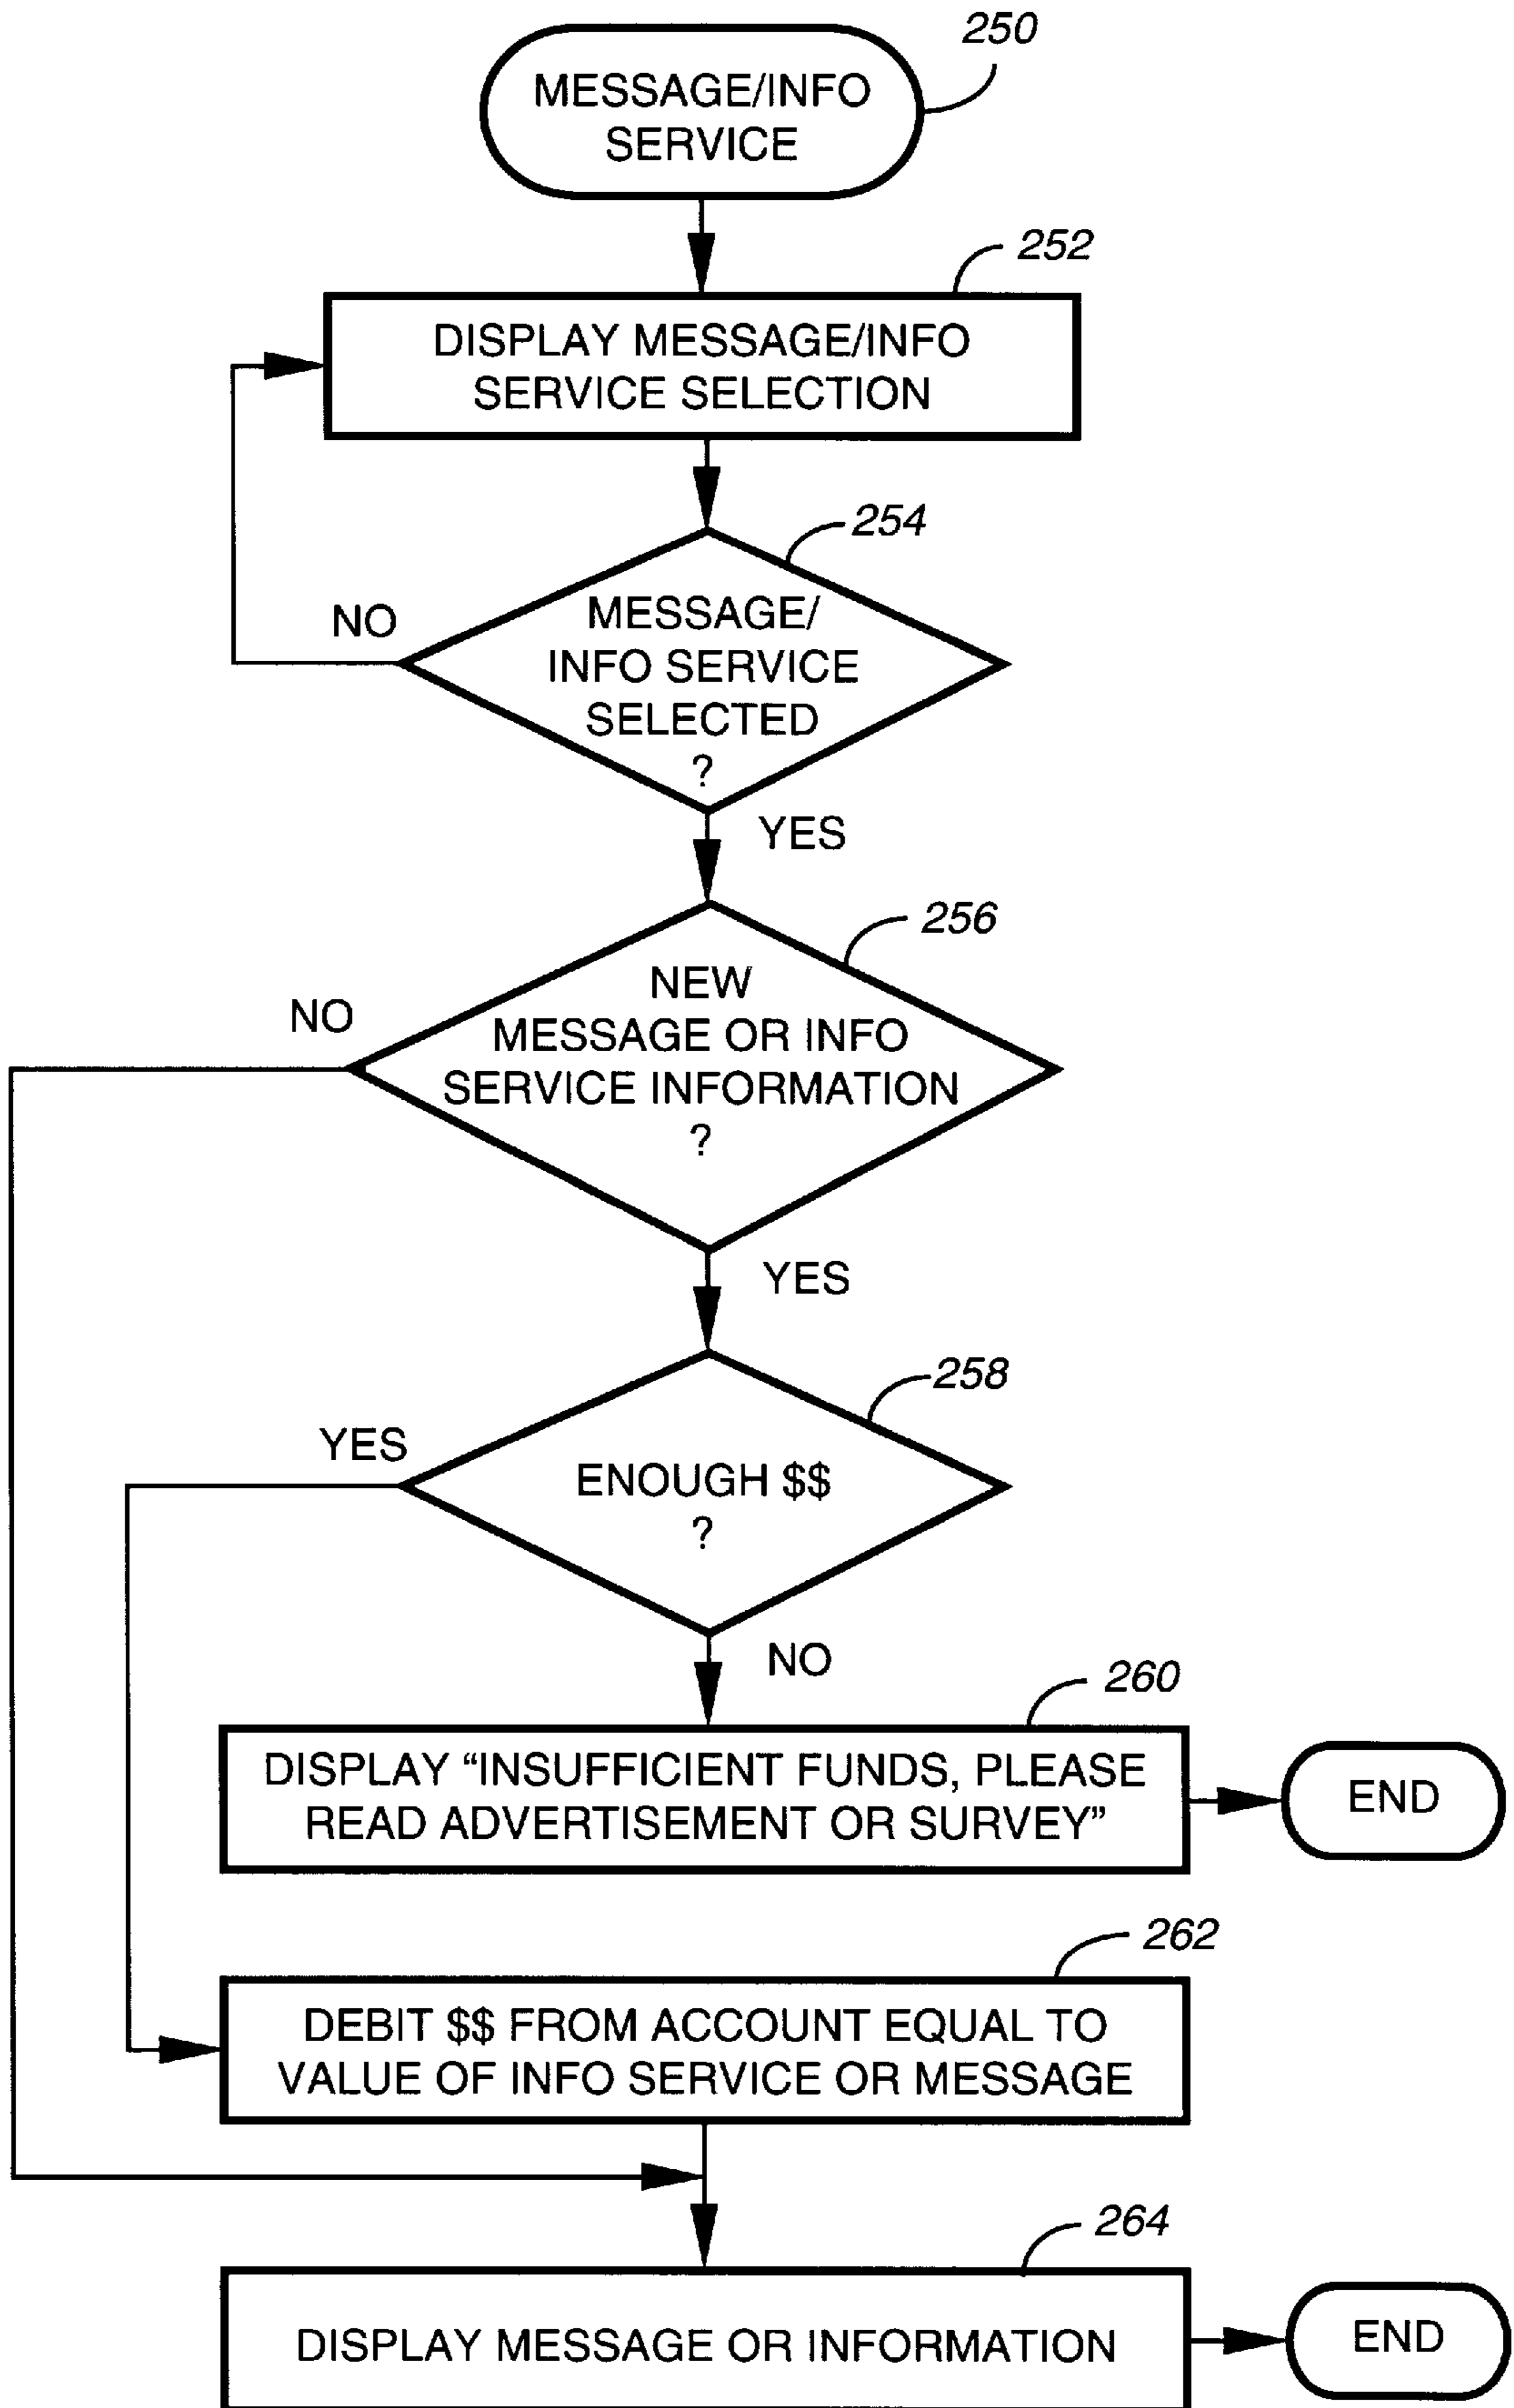 250
MESSAGE/INFO
SERVICE
252
DISPLAY MESSAGE/INFO
SERVICE SELECTION
254
NO
MESSAGE/
INFO SERVICE
SELECTED
?
YES
256
NO
NEW
MESSAGE OR INFO
SERVICE INFORMATION
?
YES
258
YES
ENOUGH $$
?
NO
260
DISPLAY “INSUFFICIENT FUNDS, PLEASE
READ ADVERTISEMENT OR SURVEY”
END
262
DEBIT $$ FROM ACCOUNT EQUAL TO
VALUE OF INFO SERVICE OR MESSAGE
264
DISPLAY MESSAGE OR INFORMATION
END